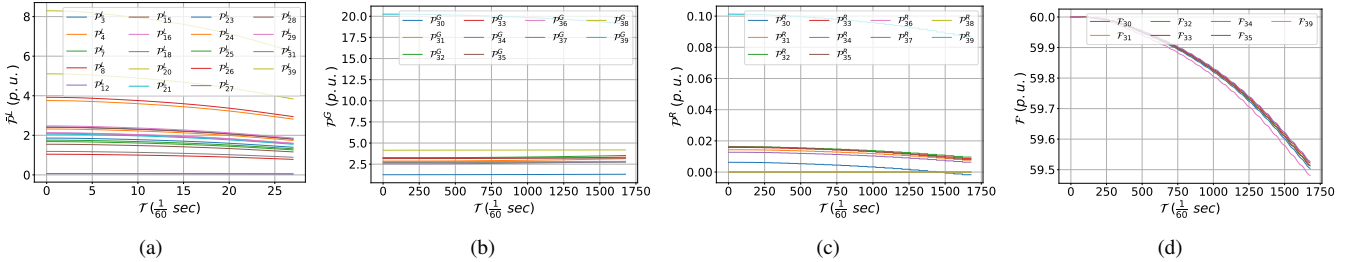 8
6
4
2
0
P̄^L (p.u.)
P^L_3
P^L_4
P^L_7
P^L_8
P^L_12
P^L_15
P^L_16
P^L_18
P^L_20
P^L_21
P^L_23
P^L_24
P^L_25
P^L_26
P^L_27
P^L_28
P^L_29
P^L_31
P^L_39
0 5 10 15 20 25
T (1/60 sec)
(a)
20.0
17.5
15.0
12.5
10.0
7.5
5.0
2.5
P^G (p.u.)
P^G_30
P^G_31
P^G_32
P^G_33
P^G_34
P^G_35
P^G_36
P^G_37
P^G_38
P^G_39
0 250 500 750 1000 1250 1500 1750
T (1/60 sec)
(b)
0.10
0.08
0.06
0.04
0.02
0.00
P^R (p.u.)
P^R_30
P^R_31
P^R_32
P^R_33
P^R_34
P^R_35
P^R_36
P^R_37
P^R_38
P^R_39
0 250 500 750 1000 1250 1500 1750
T (1/60 sec)
(c)
60.0
59.9
59.8
59.7
59.6
59.5
F (p.u.)
F_30
F_31
F_32
F_33
F_34
F_35
F_39
0 250 500 750 1000 1250 1500 1750
T (1/60 sec)
(d)